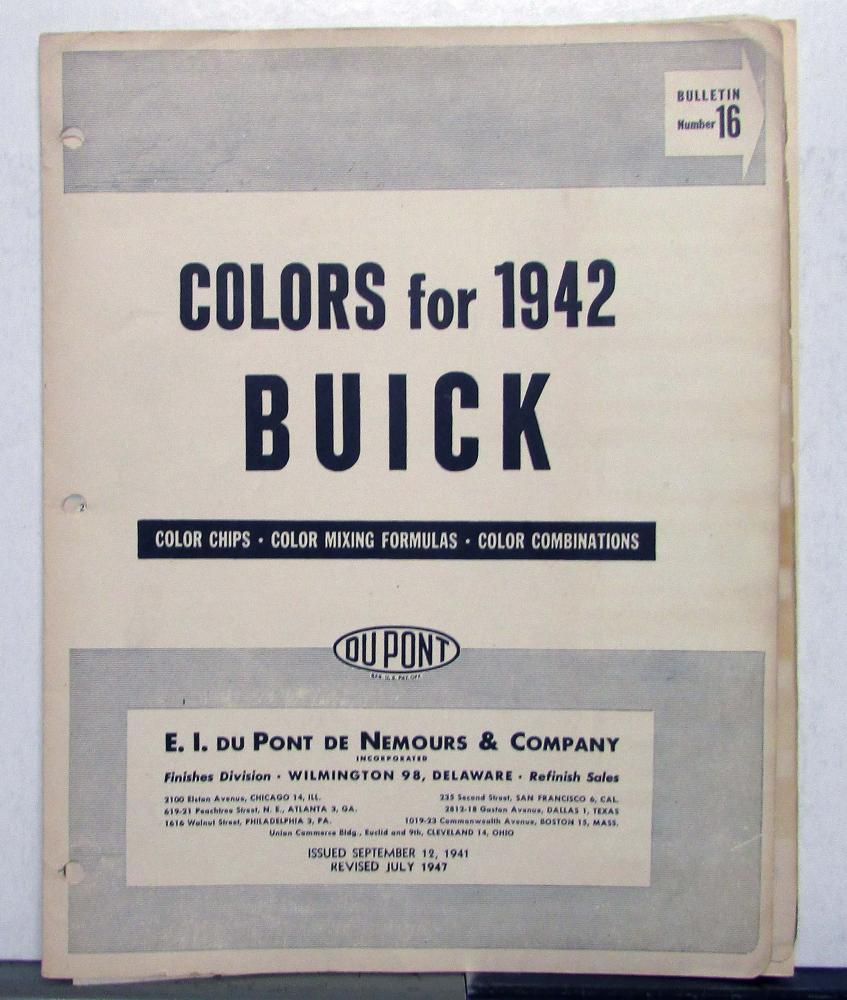 BULLETIN
Number 16
COLORS for 1942
BUICK
COLOR CHIPS • COLOR MIXING FORMULAS • COLOR COMBINATIONS
DU PONT
REG. U.S. PAT. OFF.
E. I. DU PONT DE NEMOURS & COMPANY
INCORPORATED
Finishes Division • WILMINGTON 98, DELAWARE • Refinish Sales
2100 Elston Avenue, CHICAGO 14, ILL. 235 Second Street, SAN FRANCISCO 6, CAL.
619-21 Peachtree Street, N. E., ATLANTA 3, GA. 2812-18 Gaston Avenue, DALLAS 1, TEXAS
1616 Walnut Street, PHILADELPHIA 3, PA. 1019-23 Commonwealth Avenue, BOSTON 15, MASS.
Union Commerce Bldg., Euclid and 9th, CLEVELAND 14, OHIO
ISSUED SEPTEMBER 12, 1941
REVISED JULY 1947